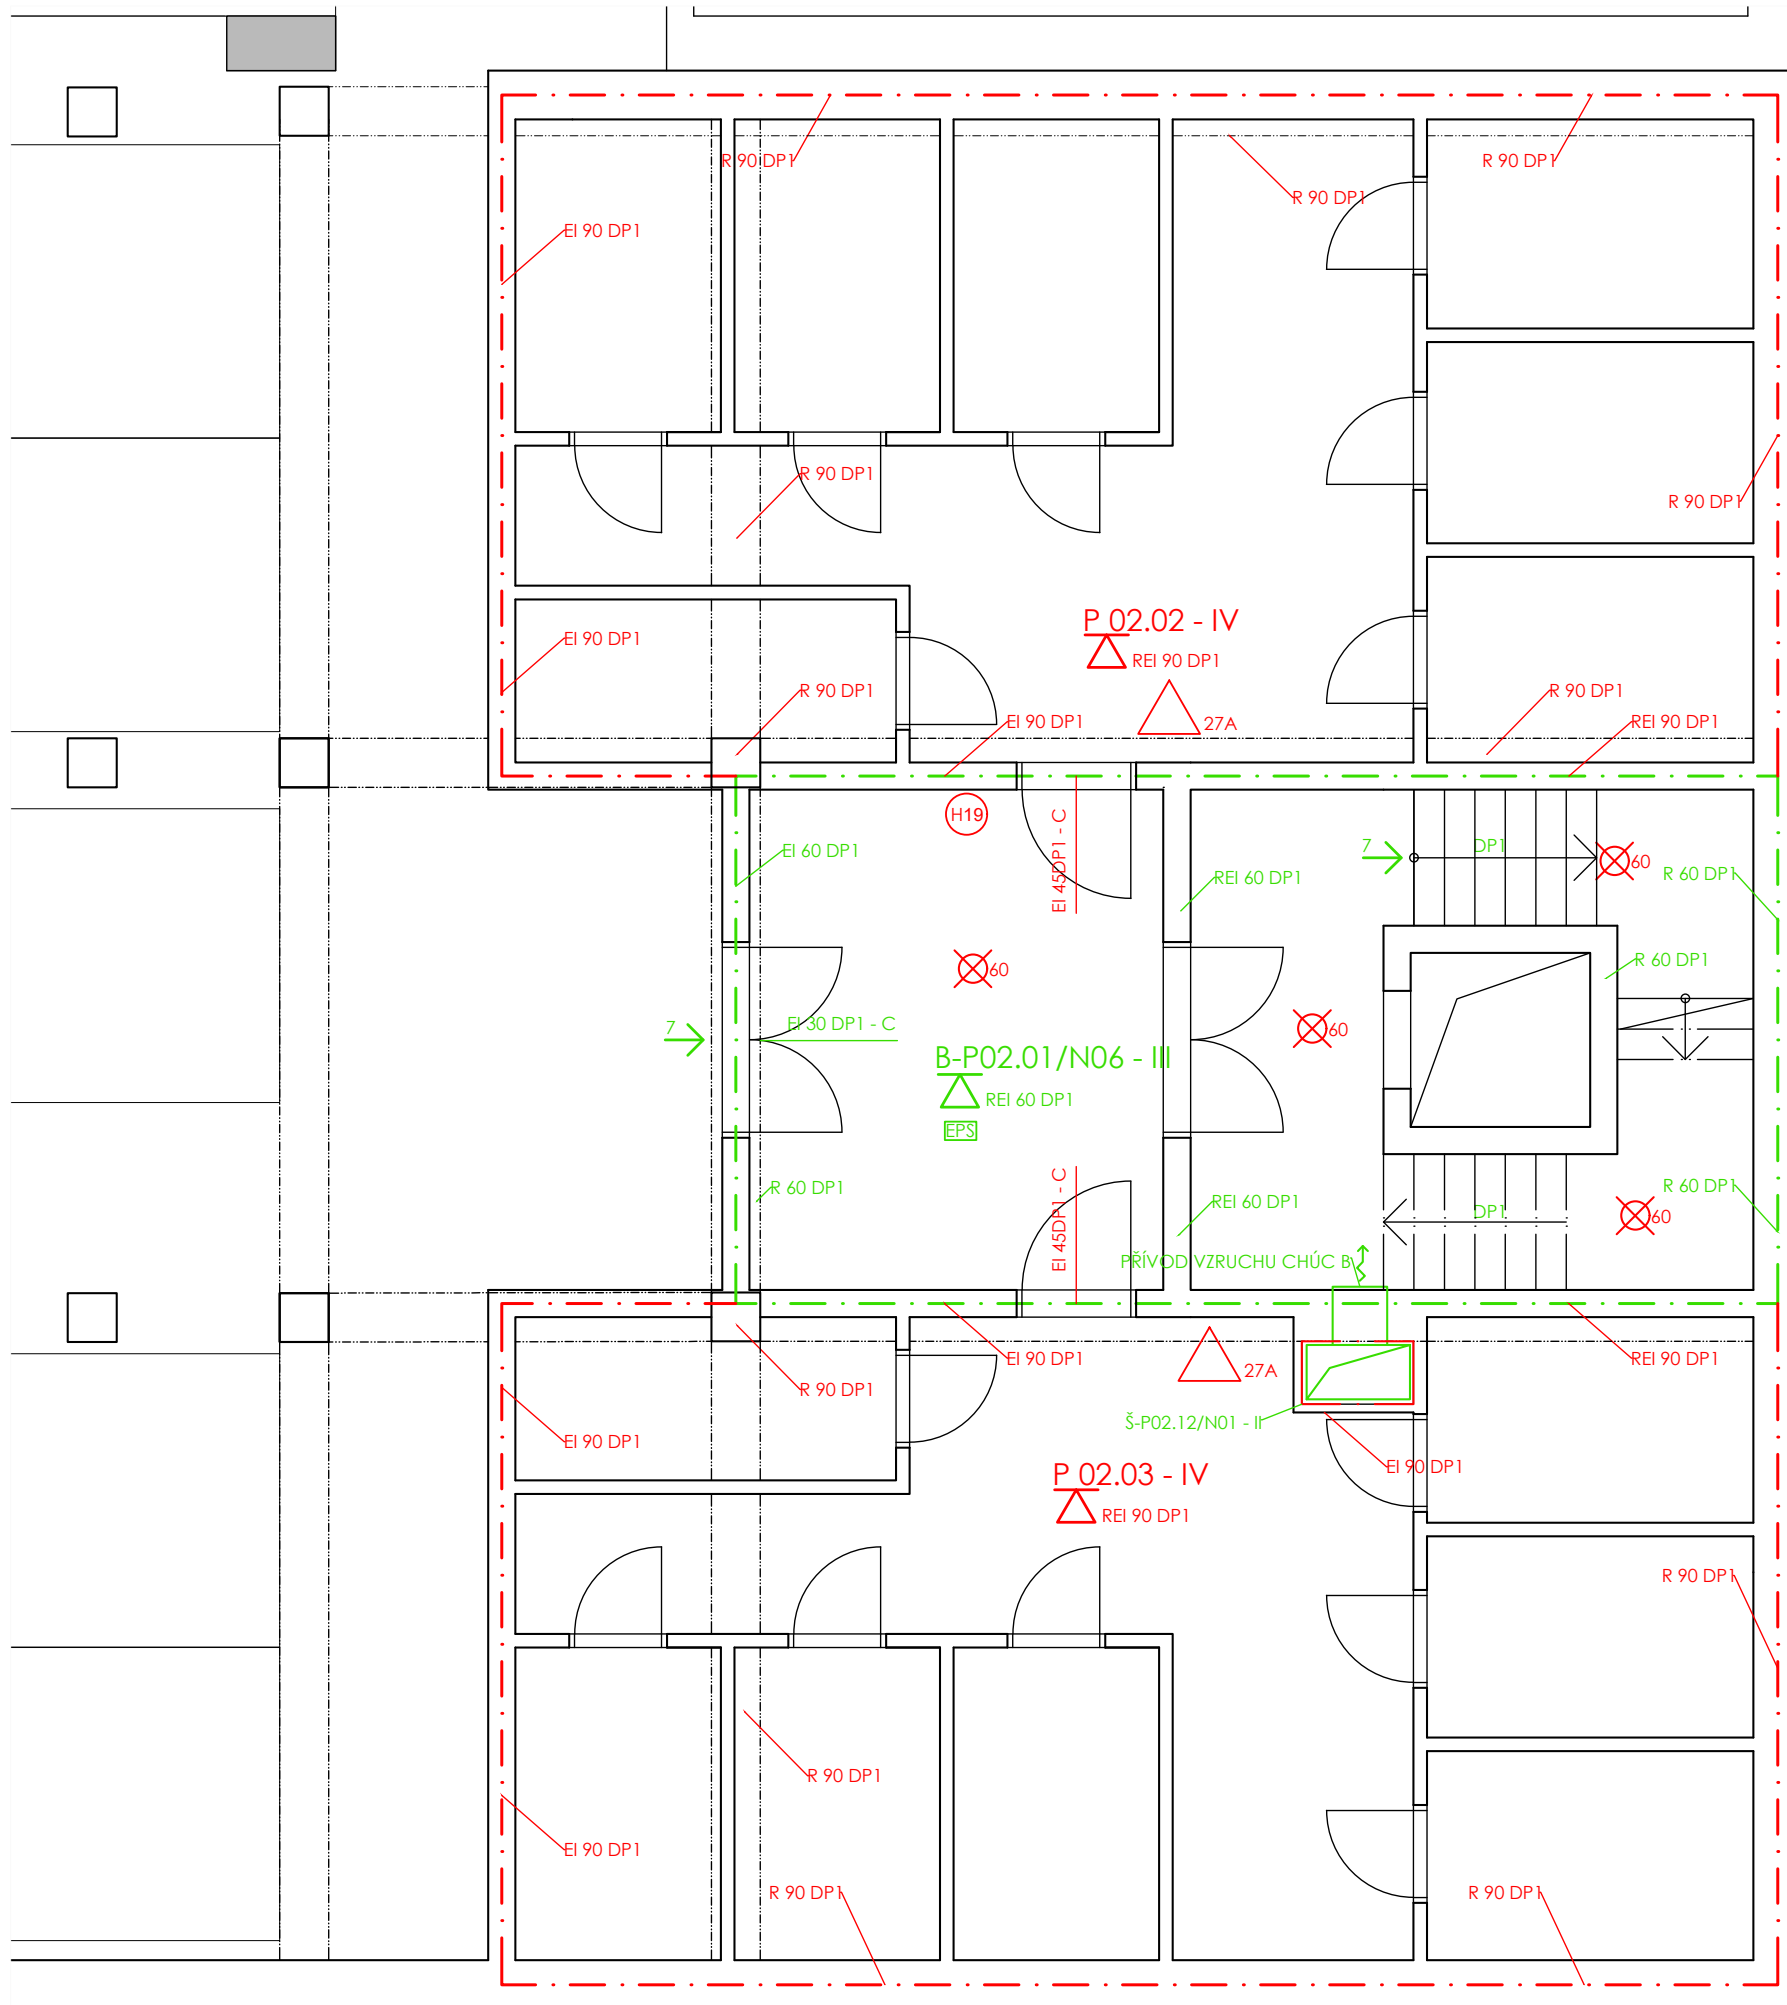 R 90 DP1
R 90 DP1
R 90 DP1
EI 90 DP1
R 90 DP1
R 90 DP1
P 02.02 - IV
EI 90 DP1
REI 90 DP1
R 90 DP1
R 90 DP1
EI 90 DP1
27A
REI 90 DP1
H19
EI 45DP1 - C
EI 60 DP1
7
DP1
60
R 60 DP1
REI 60 DP1
R 60 DP1
60
7
EI 30 DP1 - C
60
B-P02.01/N06 - III
REI 60 DP1
EPS
EI 45DP1 - C
R 60 DP1
REI 60 DP1
DP1
60
R 60 DP1
PŘÍVOD VZRUCHU CHÚC B
EI 90 DP1
27A
REI 90 DP1
R 90 DP1
Š-P02.12/N01 - II
EI 90 DP1
EI 90 DP1
P 02.03 - IV
REI 90 DP1
R 90 DP1
R 90 DP1
EI 90 DP1
R 90 DP1
R 90 DP1